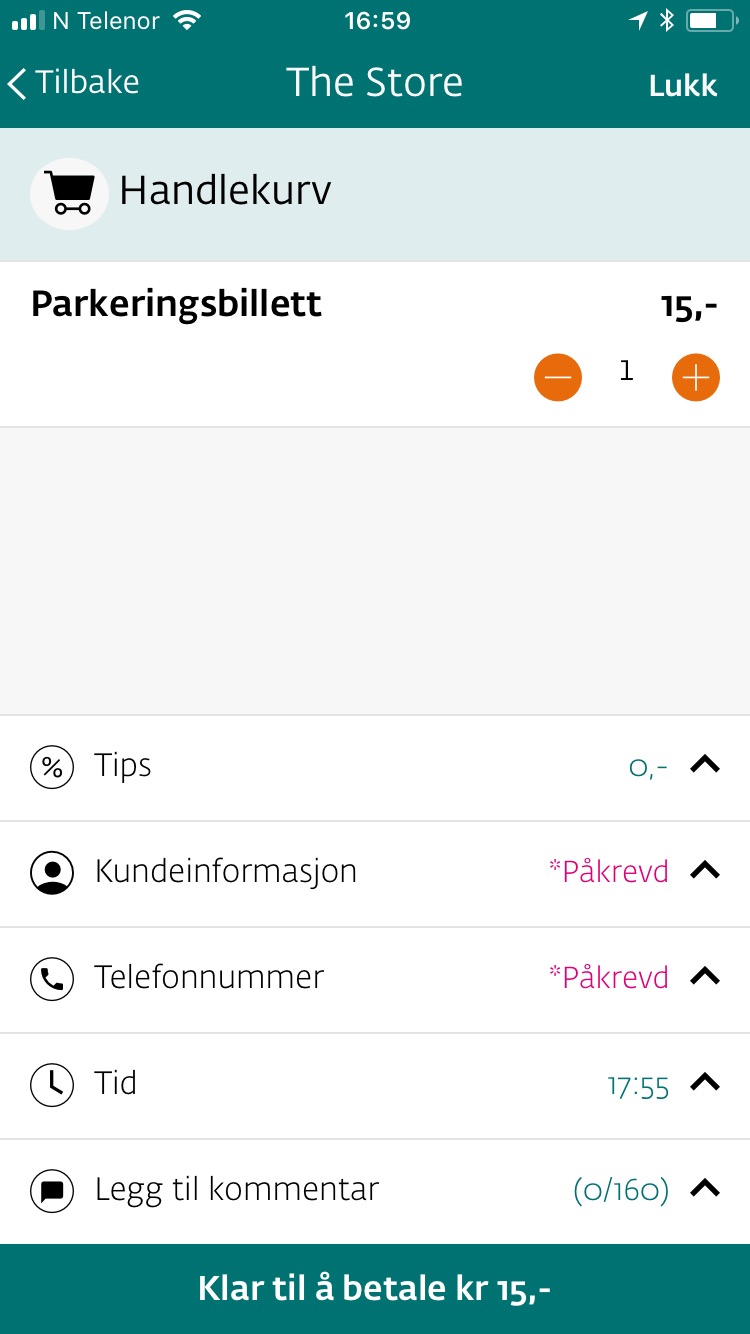 N Telenor 16:59
Tilbake The Store Lukk
Handlekurv
Parkeringsbillett 15,-
1
% Tips 0,-
Kundeinformasjon *Påkrevd
Telefonnummer *Påkrevd
Tid 17:55
Legg til kommentar (0/160)
Klar til å betale kr 15,-